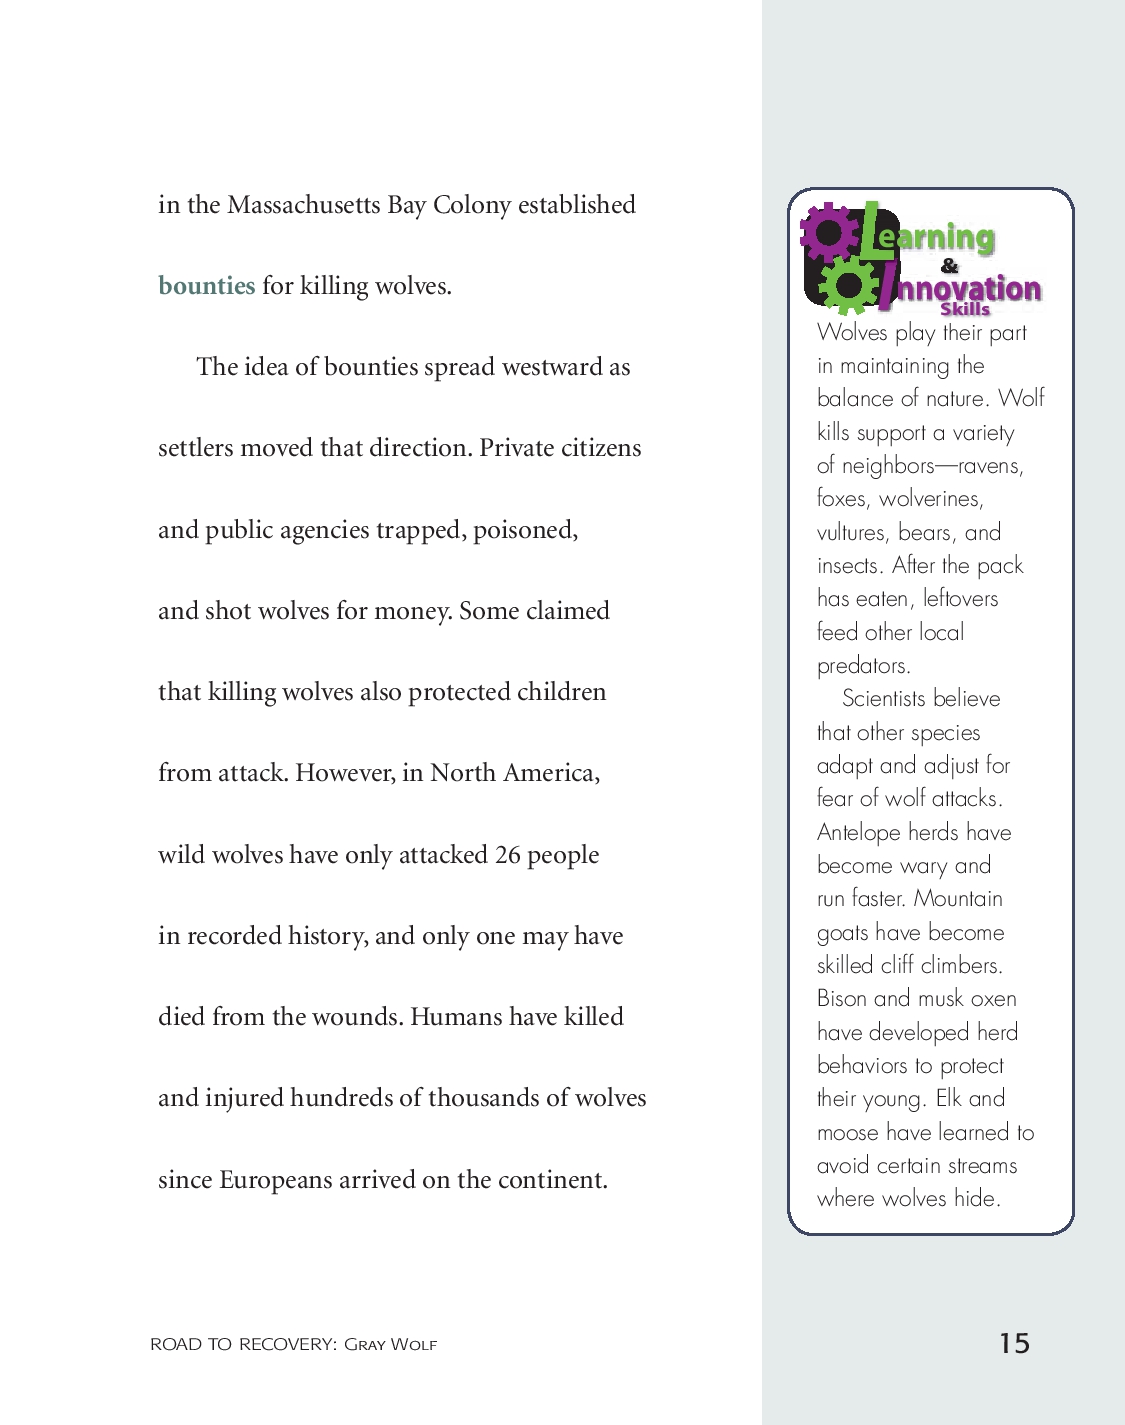 in the Massachusetts Bay Colony established
bounties for killing wolves.
The idea of bounties spread westward as
settlers moved that direction. Private citizens
and public agencies trapped, poisoned,
and shot wolves for money. Some claimed
that killing wolves also protected children
from attack. However, in North America,
wild wolves have only attacked 26 people
in recorded history, and only one may have
died from the wounds. Humans have killed
and injured hundreds of thousands of wolves
since Europeans arrived on the continent.
Learning
&
Innovation
Skills
Wolves play their part
in maintaining the
balance of nature. Wolf
kills support a variety
of neighbors—ravens,
foxes, wolverines,
vultures, bears, and
insects. After the pack
has eaten, leftovers
feed other local
predators.
Scientists believe
that other species
adapt and adjust for
fear of wolf attacks.
Antelope herds have
become wary and
run faster. Mountain
goats have become
skilled cliff climbers.
Bison and musk oxen
have developed herd
behaviors to protect
their young. Elk and
moose have learned to
avoid certain streams
where wolves hide.
ROAD TO RECOVERY: GRAY WOLF
15